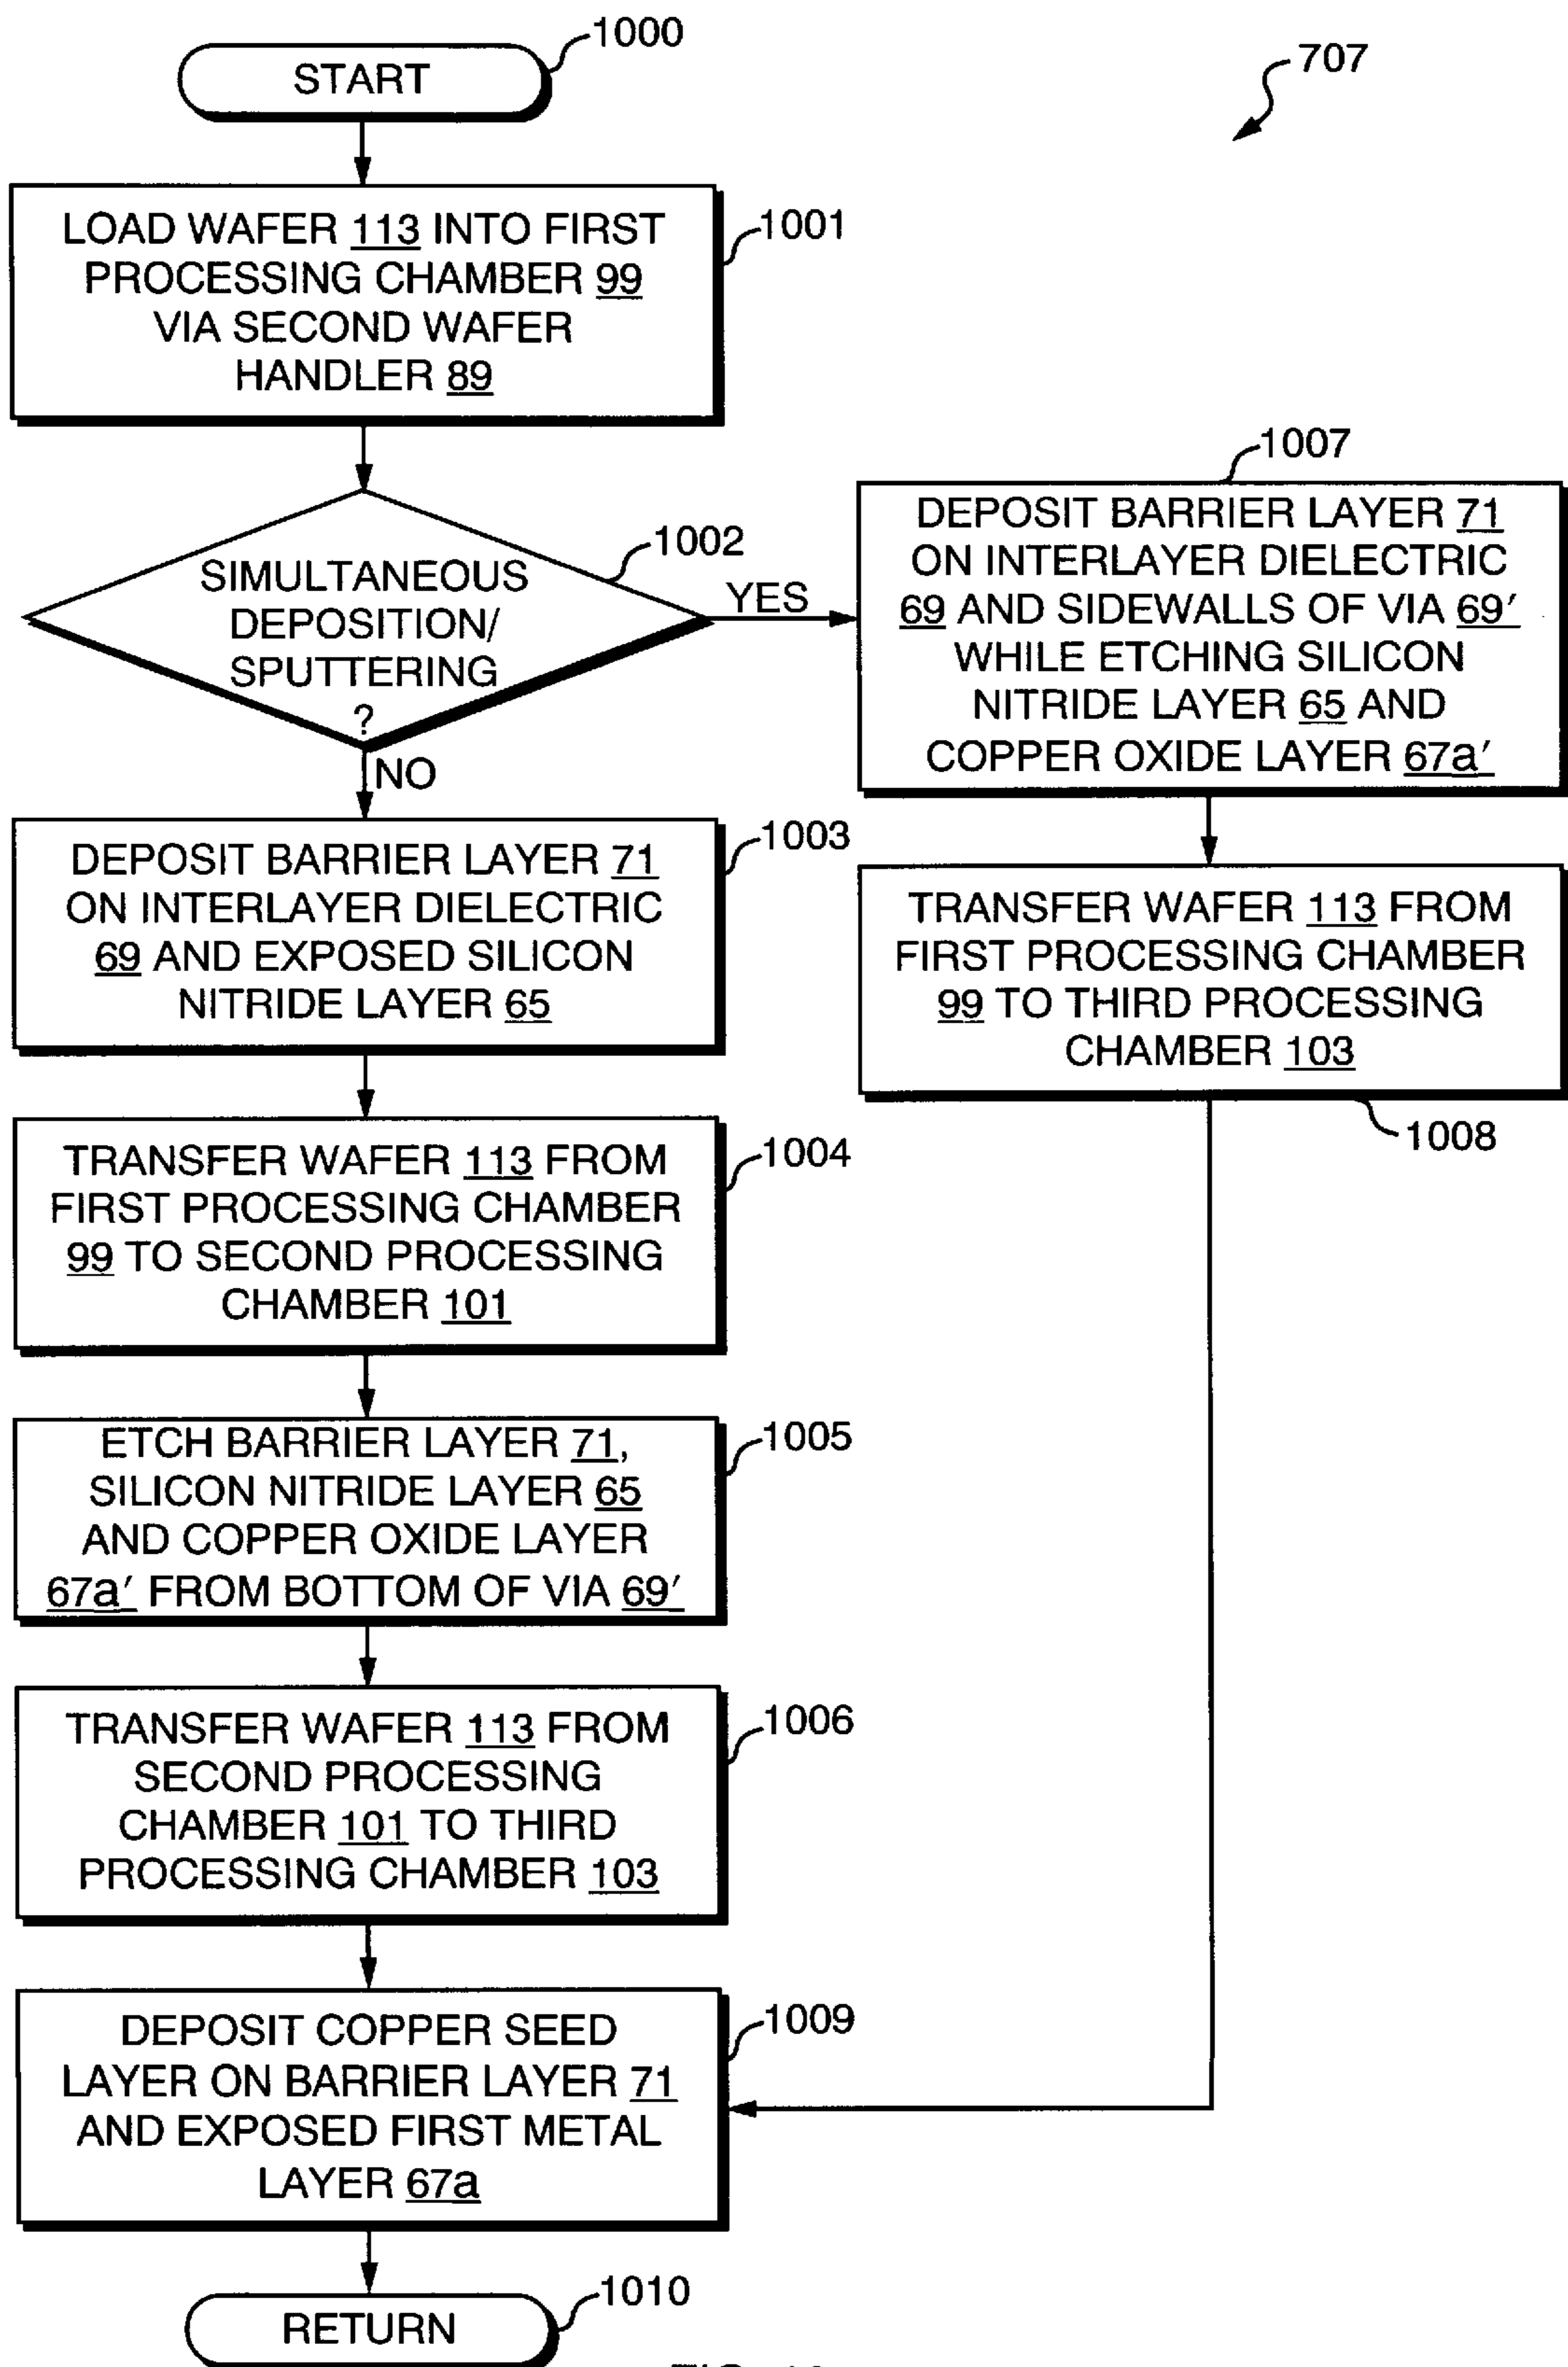 START
1000
707
LOAD WAFER 113 INTO FIRST
PROCESSING CHAMBER 99
VIA SECOND WAFER
HANDLER 89
1001
SIMULTANEOUS
DEPOSITION/
SPUTTERING
?
1002
YES
NO
1007
DEPOSIT BARRIER LAYER 71
ON INTERLAYER DIELECTRIC
69 AND SIDEWALLS OF VIA 69'
WHILE ETCHING SILICON
NITRIDE LAYER 65 AND
COPPER OXIDE LAYER 67a'
DEPOSIT BARRIER LAYER 71
ON INTERLAYER DIELECTRIC
69 AND EXPOSED SILICON
NITRIDE LAYER 65
1003
TRANSFER WAFER 113 FROM
FIRST PROCESSING CHAMBER
99 TO THIRD PROCESSING
CHAMBER 103
1008
TRANSFER WAFER 113 FROM
FIRST PROCESSING CHAMBER
99 TO SECOND PROCESSING
CHAMBER 101
1004
ETCH BARRIER LAYER 71,
SILICON NITRIDE LAYER 65
AND COPPER OXIDE LAYER
67a' FROM BOTTOM OF VIA 69'
1005
TRANSFER WAFER 113 FROM
SECOND PROCESSING
CHAMBER 101 TO THIRD
PROCESSING CHAMBER 103
1006
DEPOSIT COPPER SEED
LAYER ON BARRIER LAYER 71
AND EXPOSED FIRST METAL
LAYER 67a
1009
RETURN
1010